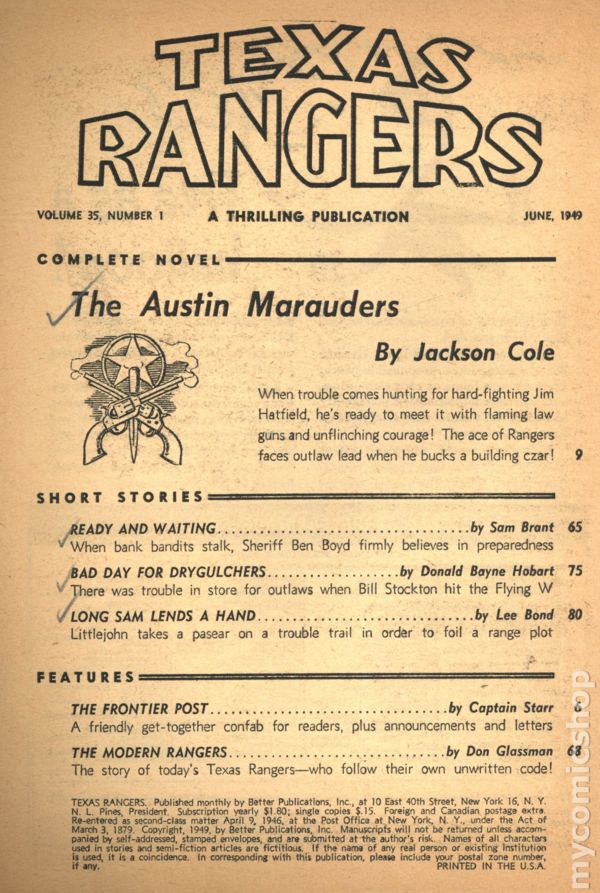 TEXAS
RANGERS
VOLUME 35, NUMBER 1 A THRILLING PUBLICATION JUNE, 1949
COMPLETE NOVEL
The Austin Marauders
By Jackson Cole
When trouble comes hunting for hard-fighting Jim
Hatfield, he's ready to meet it with flaming law
guns and unflinching courage! The ace of Rangers
faces outlaw lead when he bucks a building czar! 9
SHORT STORIES
READY AND WAITING by Sam Brant 65
When bank bandits stalk, Sheriff Ben Boyd firmly believes in preparedness
BAD DAY FOR DRYGULCHERS by Donald Bayne Hobart 75
There was trouble in store for outlaws when Bill Stockton hit the Flying W
LONG SAM LENDS A HAND by Lee Bond 80
Littlejohn takes a pasear on a trouble trail in order to foil a range plot
FEATURES
THE FRONTIER POST by Captain Starr 6
A friendly get-together confab for readers, plus announcements and letters
THE MODERN RANGERS by Don Glassman 68
The story of today's Texas Rangers—who follow their own unwritten code!
TEXAS RANGERS. Published monthly by Better Publications, Inc., at 10 East 40th Street, New York 16, N. Y.
N. L. Pines, President. Subscription yearly $1.80; single copies $.15. Foreign and Canadian postage extra.
Re-entered as second-class matter April 9, 1946, at the Post Office at New York, N. Y., under the Act of
March 3, 1879. Copyright, 1949, by Better Publications, Inc. Manuscripts will not be returned unless accom-
panied by self-addressed, stamped envelopes, and are submitted at the author's risk. Names of all characters
used in stories and semi-fiction articles are fictitious. If the name of any real person or existing Institution
is used, it is a coincidence. In corresponding with this publication, please include your postal zone number,
if any. PRINTED IN THE U.S.A.
mycomicshop